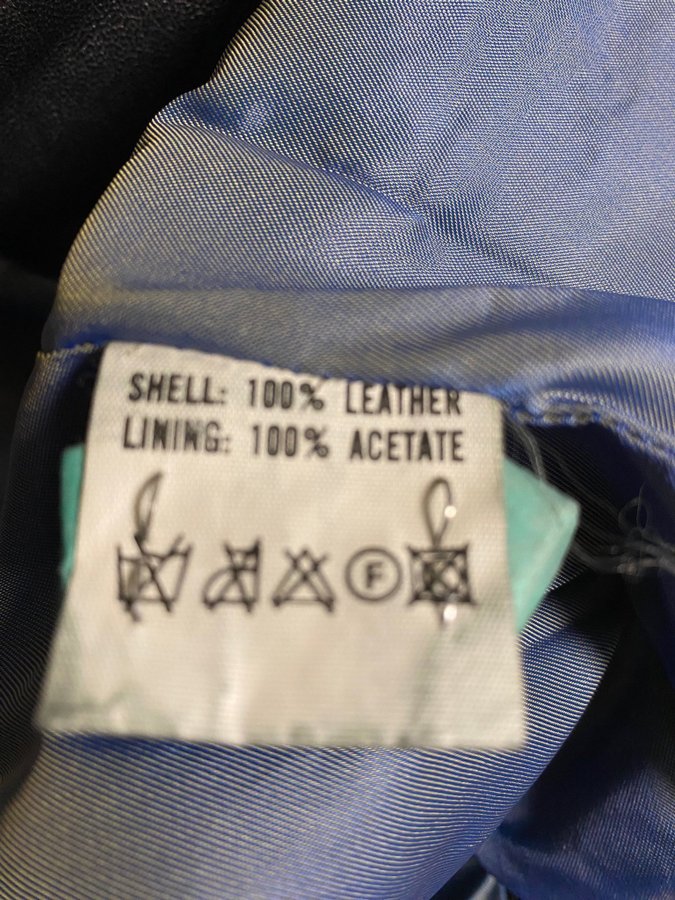 SHELL: 100% LEATHER
LINING: 100% ACETATE
F